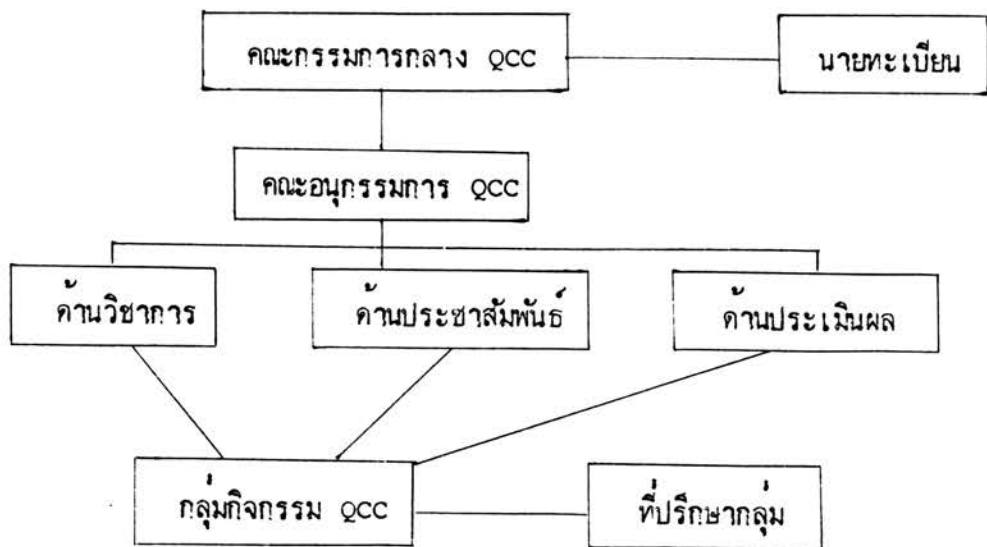 คณะกรรมการกลาง QCC
นายทะเบียน
คณะอนุกรรมการ QCC
ด้านวิชาการ
ด้านประชาสัมพันธ์
ด้านประเมินผล
กลุ่มกิจกรรม QCC
ที่ปรึกษากลุ่ม